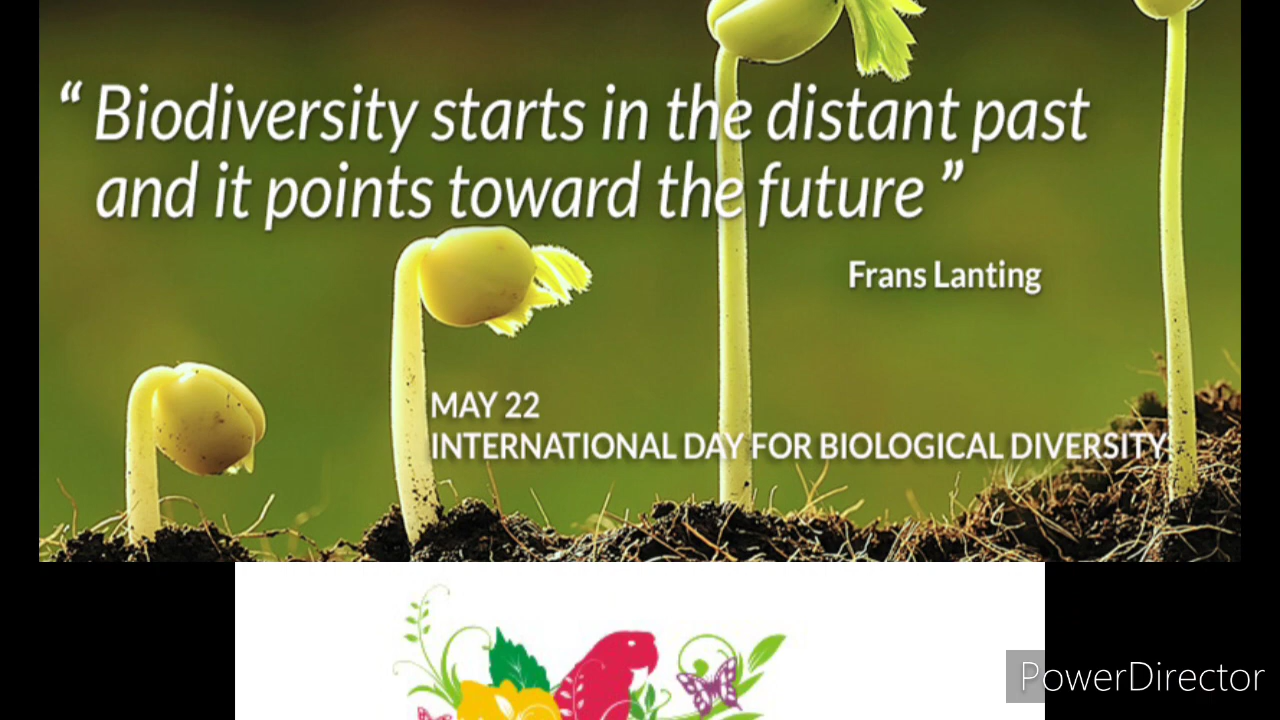 “ Biodiversity starts in the distant past
and it points toward the future ”
Frans Lanting
MAY 22
INTERNATIONAL DAY FOR BIOLOGICAL DIVERSITY
PowerDirector